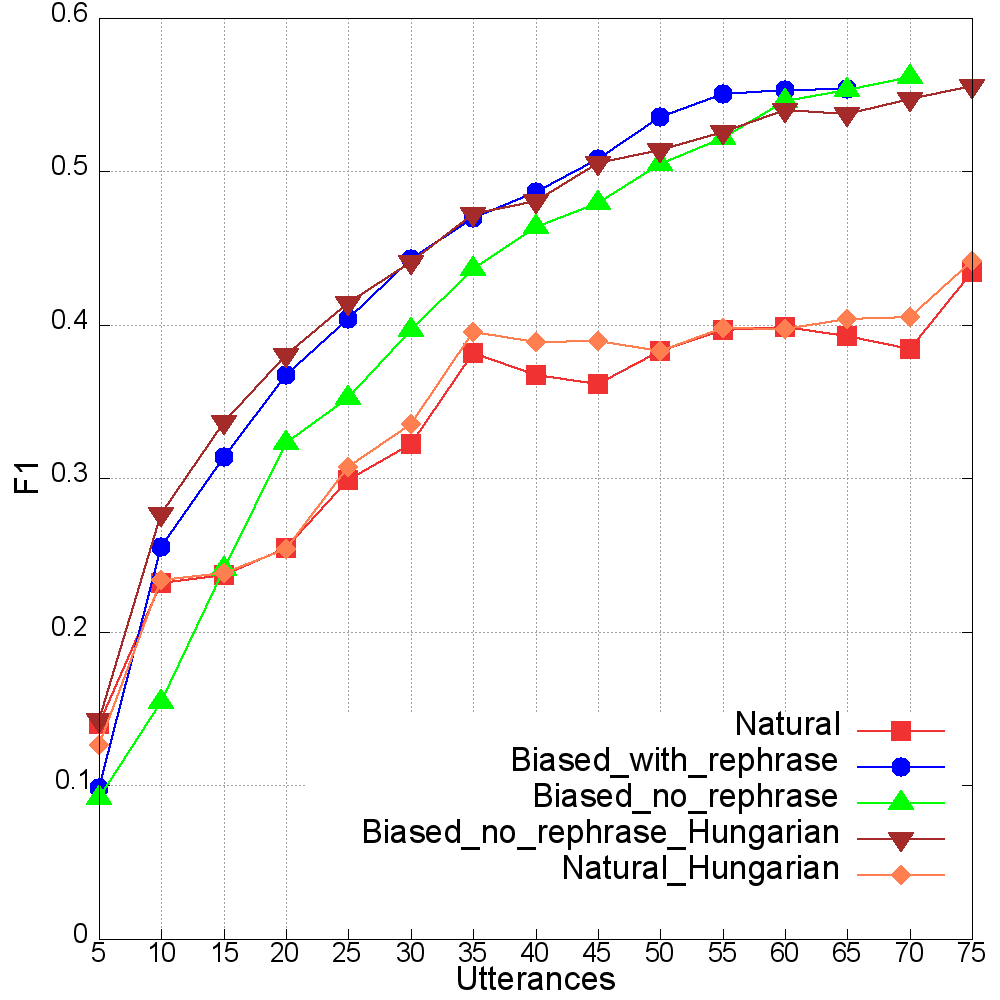 0.6
0.5
0.4
0.3
0.2
0.1
0
F1
Natural
Biased_with_rephrase
Biased_no_rephrase
Biased_no_rephrase_Hungarian
Natural_Hungarian
5 10 15 20 25 30 35 40 45 50 55 60 65 70 75
Utterances